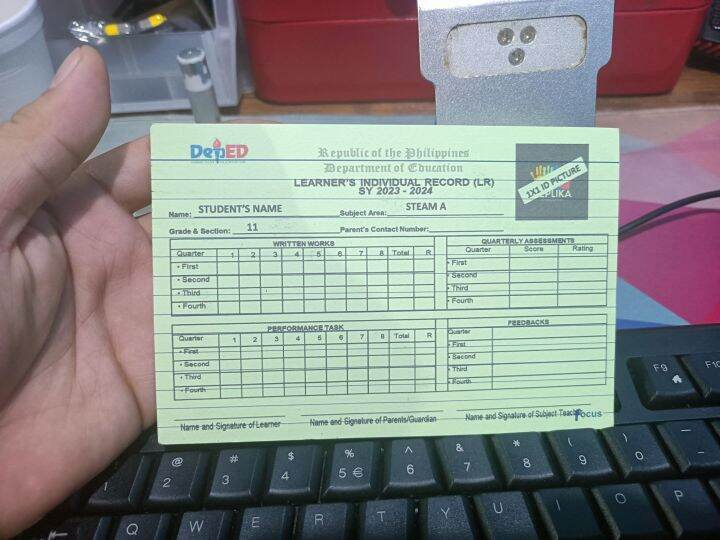 DepED
Republic of the Philippines
Department of Education
LEARNER'S INDIVIDUAL RECORD (LR)
SY 2023 - 2024
1X1 ID PICTURE
PLIKA
Name: STUDENT'S NAME Subject Area: STEAM A
Grade & Section: 11 Parent's Contact Number:
WRITTEN WORKS
Quarter 1 2 3 4 5 6 7 8 Total R
• First
• Second
• Third
• Fourth
QUARTERLY ASSESSMENTS
Quarter Score Rating
• First
• Second
• Third
• Fourth
PERFORMANCE TASK
Quarter 1 2 3 4 5 6 7 8 Total R
• First
• Second
• Third
• Fourth
FEEDBACKS
Quarter
• First
• Second
• Third
• Fourth
Name and Signature of Learner
Name and Signature of Parents/Guardian
Name and Signature of Subject Teacher
Focus
F9 F10
@ # $ % ^ & * ( )
1 2 3 4 5 € 6 7 8 9 0
Q W E R T Y U I O P